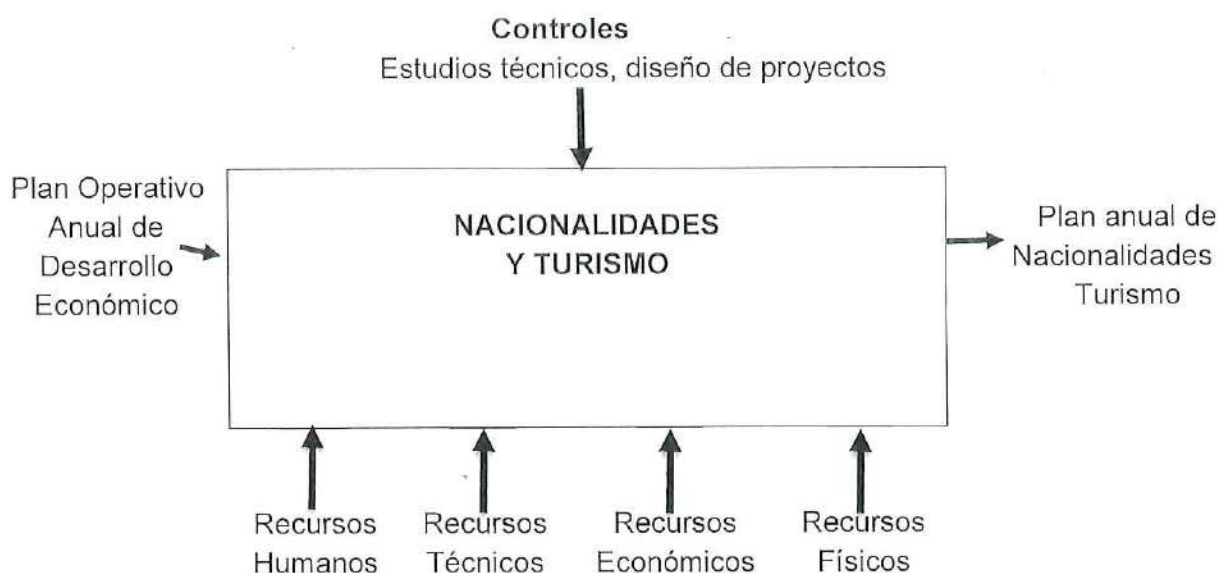 Controles
Estudios técnicos, diseño de proyectos
Plan Operativo
Anual de
Desarrollo
Económico
NACIONALIDADES
Y TURISMO
Plan anual de
Nacionalidades
Turismo
Recursos
Humanos
Recursos
Técnicos
Recursos
Económicos
Recursos
Físicos